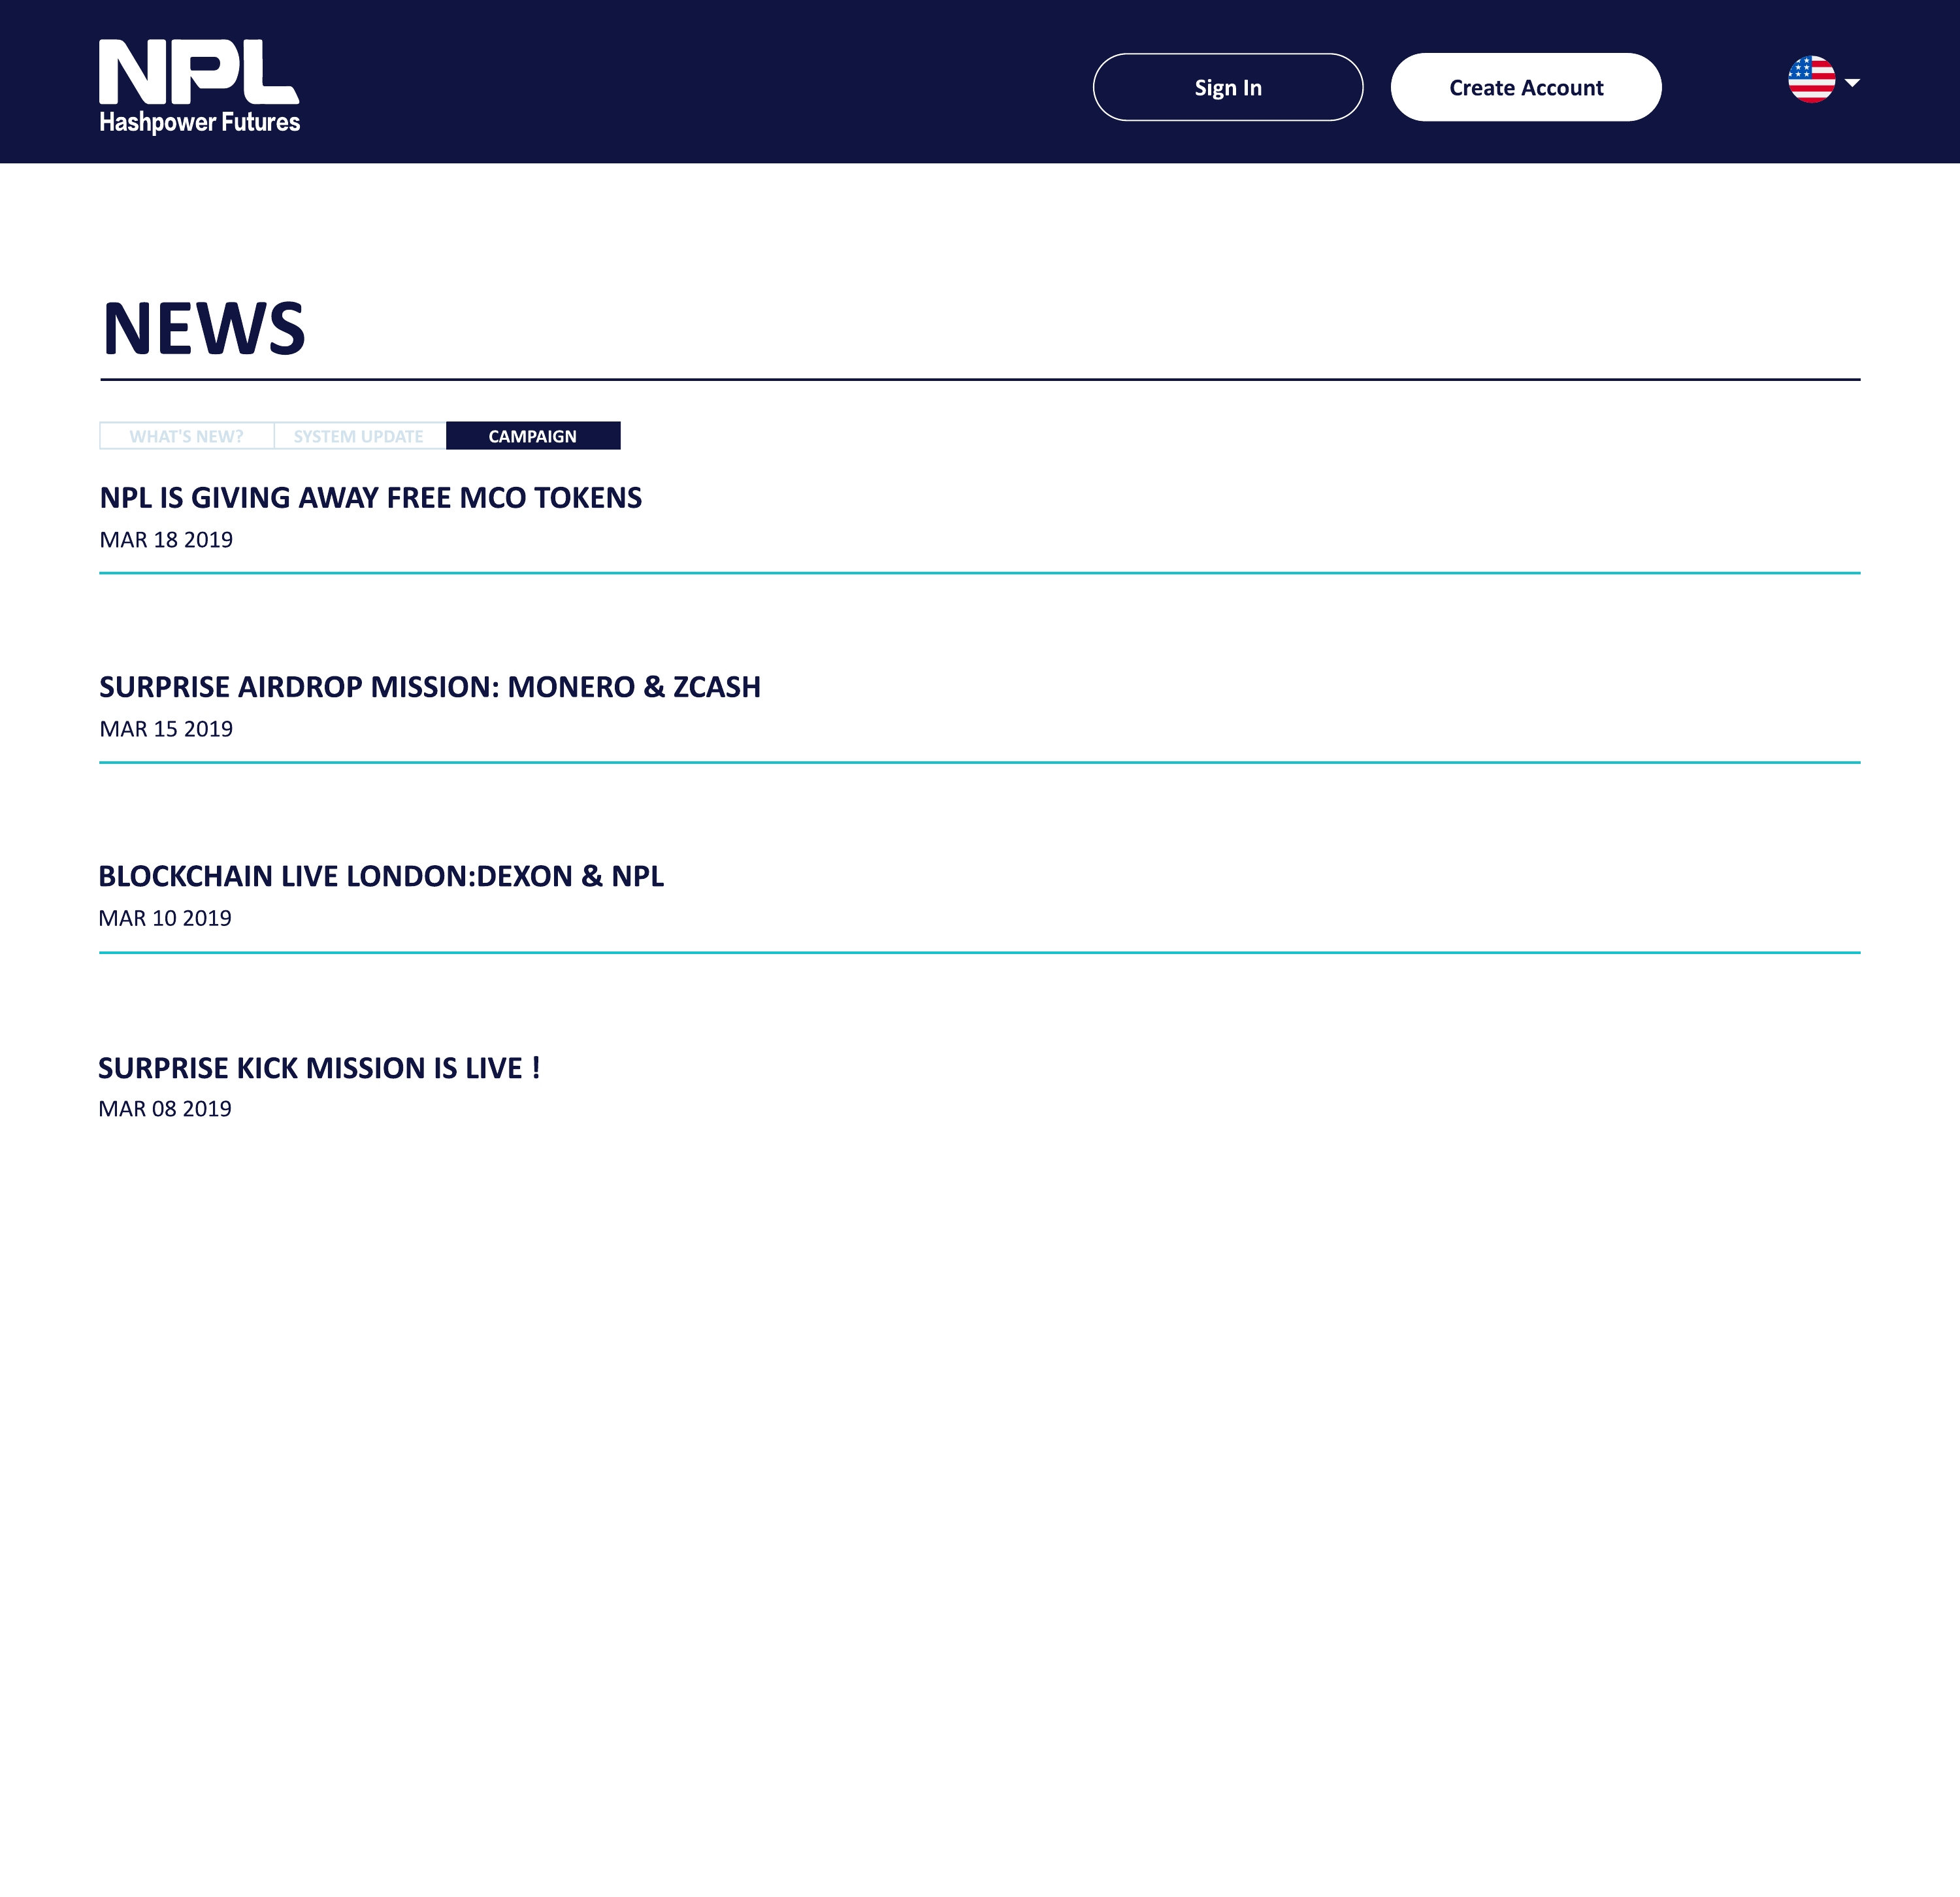 NPL
Hashpower Futures
Sign In
Create Account
NEWS
WHAT'S NEW?
SYSTEM UPDATE
CAMPAIGN
NPL IS GIVING AWAY FREE MCO TOKENS
MAR 18 2019
SURPRISE AIRDROP MISSION: MONERO & ZCASH
MAR 15 2019
BLOCKCHAIN LIVE LONDON:DEXON & NPL
MAR 10 2019
SURPRISE KICK MISSION IS LIVE !
MAR 08 2019